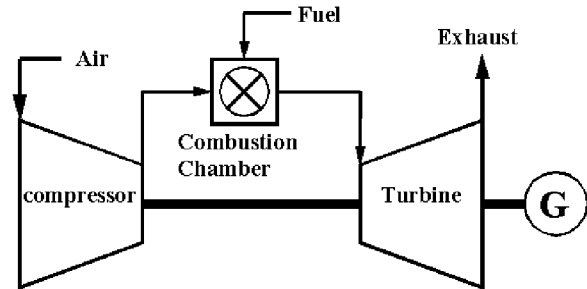 Fuel
Exhaust
Air
Combustion
Chamber
compressor
Turbine
G